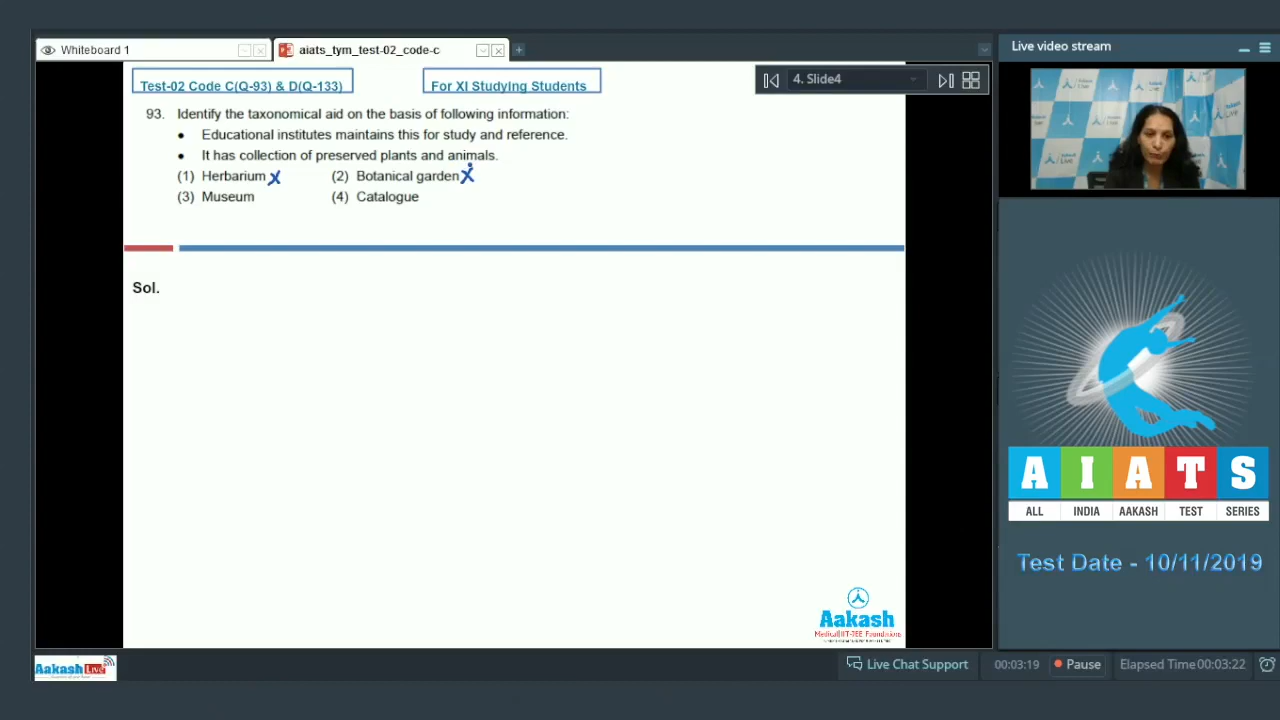 Whiteboard 1
aiats_tym_test-02_code-c
Live video stream
Test-02 Code C(Q-93) & D(Q-133)
For XI Studying Students
4. Slide4
93. Identify the taxonomical aid on the basis of following information:
• Educational institutes maintains this for study and reference.
• It has collection of preserved plants and animals.
(1) Herbarium x (2) Botanical garden x
(3) Museum (4) Catalogue
Sol.
A I A T S
ALL INDIA AAKASH TEST SERIES
Test Date - 10/11/2019
Aakash
Medical|IIT-JEE|Foundations
Aakash Live
Live Chat Support
00:03:19
Pause
Elapsed Time 00:03:22